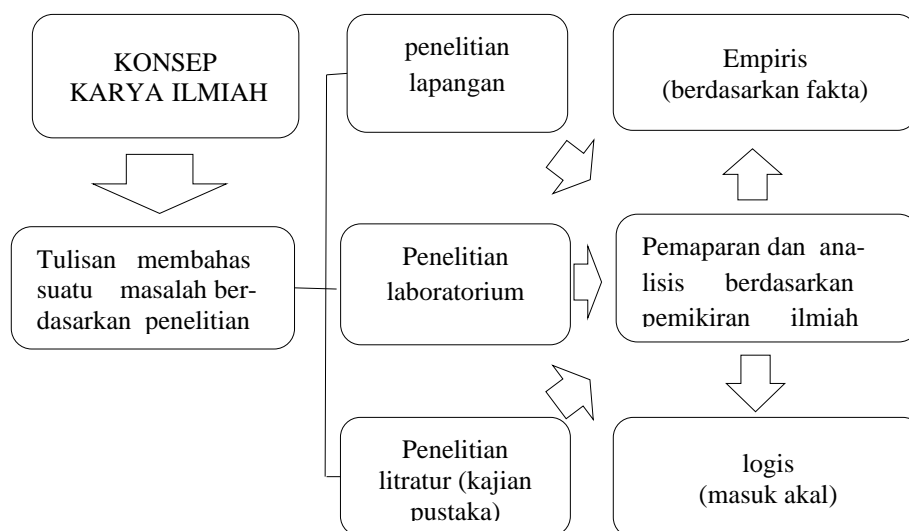 KONSEP
KARYA ILMIAH
Tulisan membahas
suatu masalah ber-
dasarkan penelitian
penelitian
lapangan
Penelitian
laboratorium
Penelitian
litratur (kajian
pustaka)
Empiris
(berdasarkan fakta)
Pemaparan dan ana-
lisis berdasarkan
pemikiran ilmiah
logis
(masuk akal)